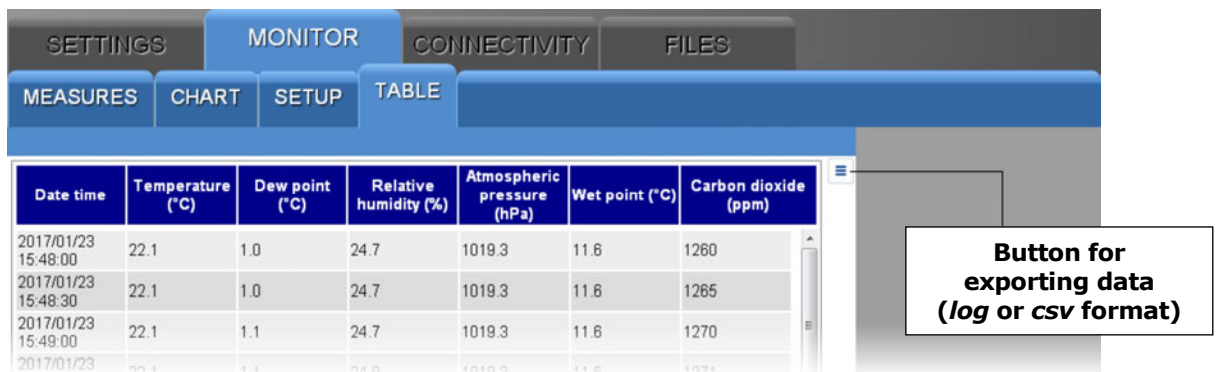 SETTINGS MONITOR CONNECTIVITY FILES
MEASURES CHART SETUP TABLE
Date time Temperature (°C) Dew point (°C) Relative humidity (%) Atmospheric pressure (hPa) Wet point (°C) Carbon dioxide (ppm)
2017/01/23 15:48:00 22.1 1.0 24.7 1019.3 11.6 1260
2017/01/23 15:48:30 22.1 1.0 24.7 1019.3 11.6 1265
2017/01/23 15:49:00 22.1 1.1 24.7 1019.3 11.6 1270
2017/01/23
Button for
exporting data
(log or csv format)